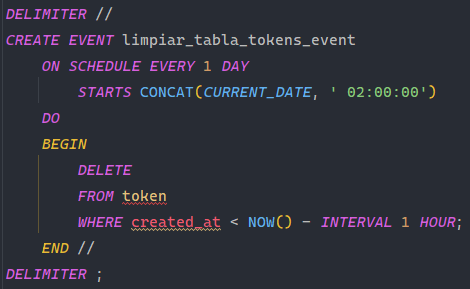 DELIMITER //
CREATE EVENT limpiar_tabla_tokens_event
ON SCHEDULE EVERY 1 DAY
STARTS CONCAT(CURRENT_DATE, ' 02:00:00')
DO
BEGIN
DELETE
FROM token
WHERE created_at < NOW() - INTERVAL 1 HOUR;
END //
DELIMITER ;